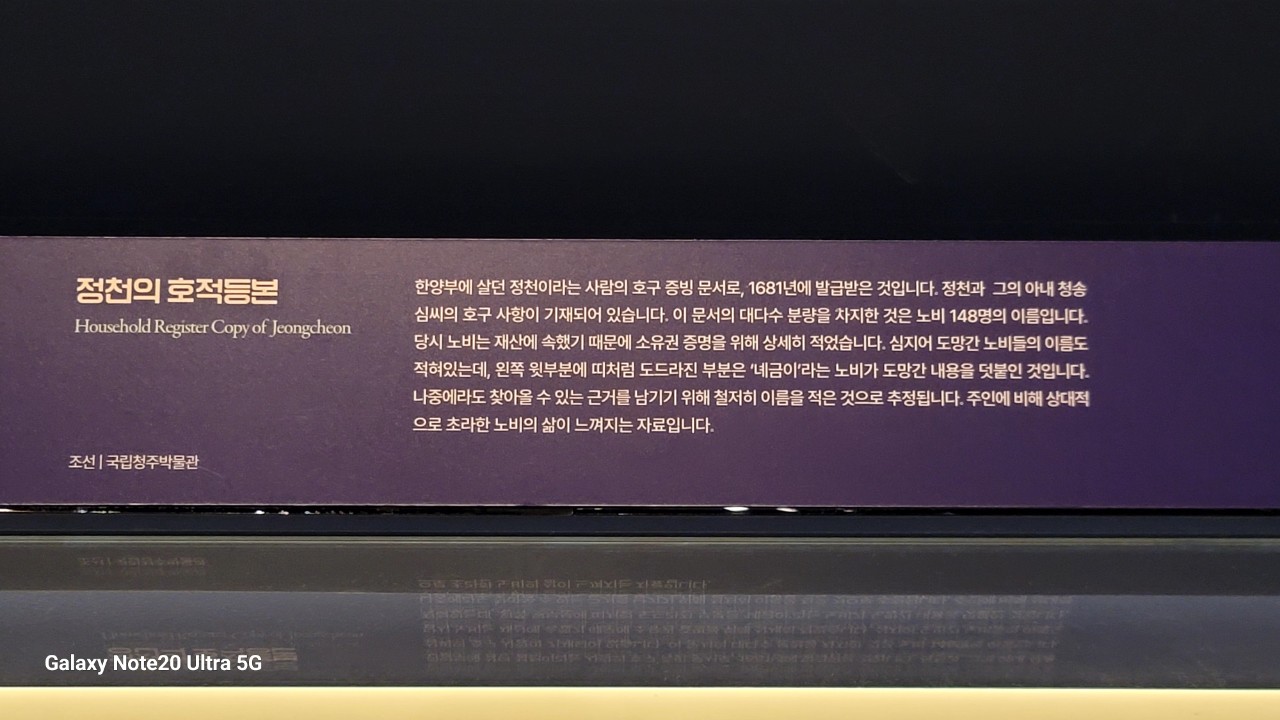 정천의 호적등본
Household Register Copy of Jeongcheon
조선 | 국립청주박물관
한양부에 살던 정천이라는 사람의 호구 증빙 문서로, 1681년에 발급받은 것입니다. 정천과 그의 아내 청송
심씨의 호구 사항이 기재되어 있습니다. 이 문서의 대다수 분량을 차지한 것은 노비 148명의 이름입니다.
당시 노비는 재산에 속했기 때문에 소유권 증명을 위해 상세히 적었습니다. 심지어 도망간 노비들의 이름도
적혀있는데, 왼쪽 윗부분에 띠처럼 도드라진 부분은 '녜금이'라는 노비가 도망간 내용을 덧붙인 것입니다.
나중에라도 찾아올 수 있는 근거를 남기기 위해 철저히 이름을 적은 것으로 추정됩니다. 주인에 비해 상대적
으로 초라한 노비의 삶이 느껴지는 자료입니다.
Galaxy Note20 Ultra 5G